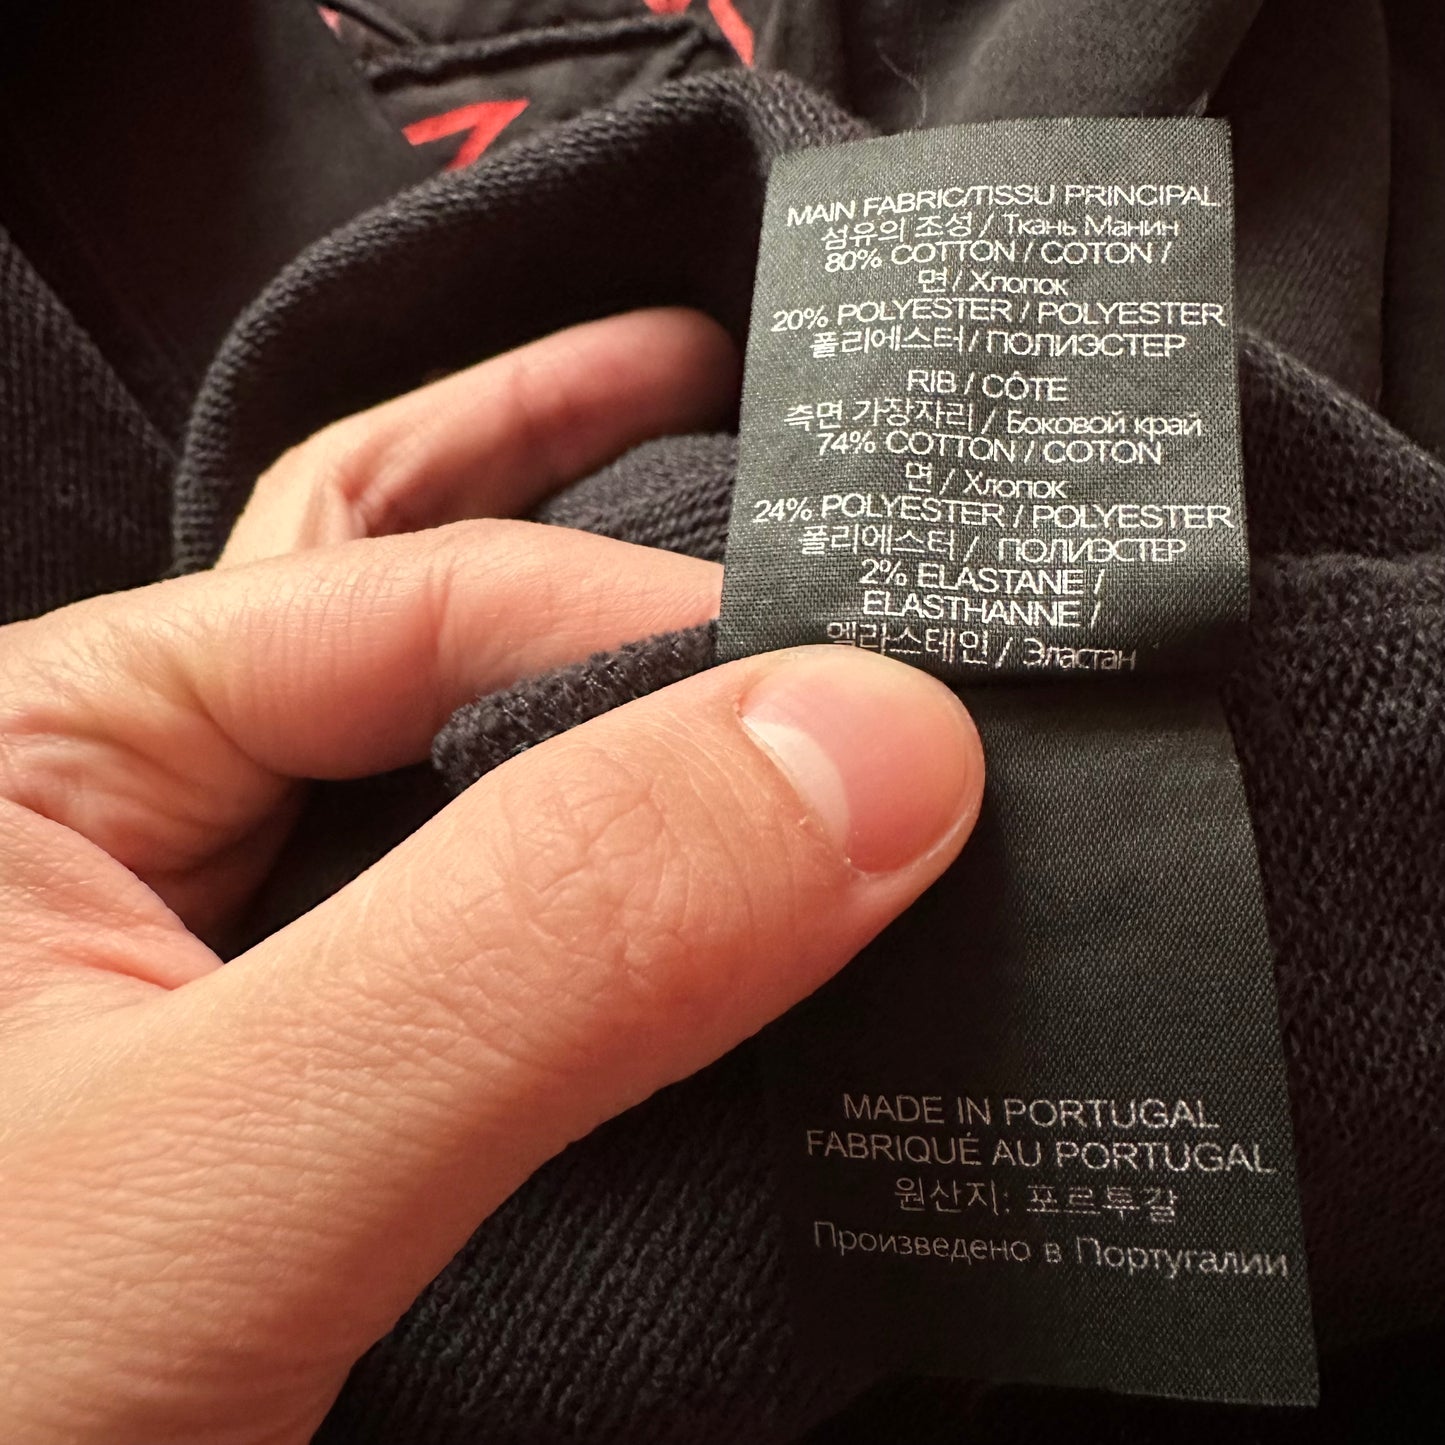 MAIN FABRIC/TISSU PRINCIPAL
섬유의 조성 / Ткань Манин
80% COTTON / COTON /
면 / Хлопок
20% POLYESTER / POLYESTER
폴리에스터 / ПОЛИЭСТЕР
RIB / CÔTE
측면 가장자리 / Боковой край
74% COTTON / COTON
면 / Хлопок
24% POLYESTER / POLYESTER
폴리에스터 / ПОЛИЭСТЕР
2% ELASTANE /
ELASTHANNE /
엘라스테인 / Эластан
MADE IN PORTUGAL
FABRIQUÉ AU PORTUGAL
원산지: 포르투갈
Произведено в Португалии